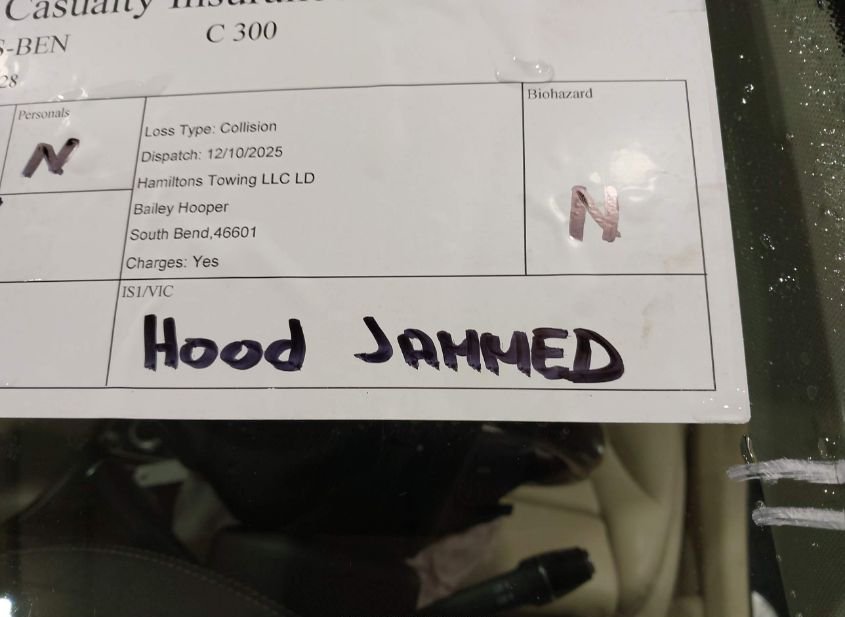 Casualty
S-BEN C 300
28
Personals
N
Loss Type: Collision
Dispatch: 12/10/2025
Hamiltons Towing LLC LD
Bailey Hooper
South Bend,46601
Charges: Yes
Biohazard
N
IS1/VIC
Hood JAMMED